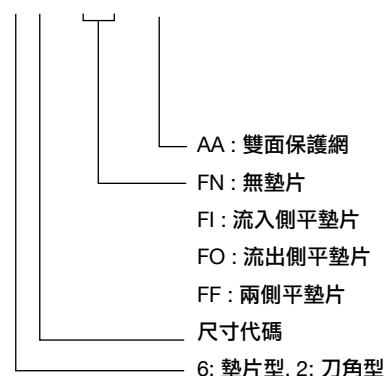 AA : 雙面保護網
FN : 無墊片
FI : 流入側平墊片
FO : 流出側平墊片
FF : 兩側平墊片
尺寸代碼
6: 墊片型, 2: 刀角型